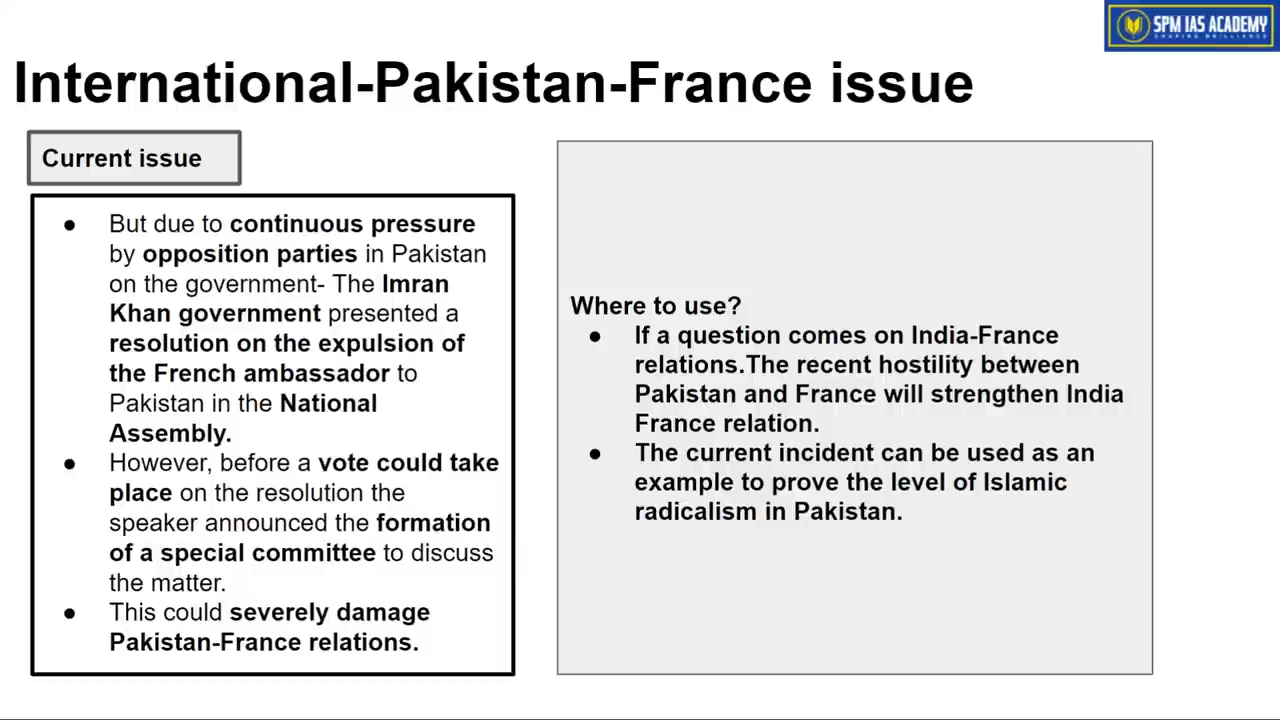 SPM IAS ACADEMY
SHAPING BRILLIANCE
International-Pakistan-France issue
Current issue
● But due to continuous pressure
by opposition parties in Pakistan
on the government- The Imran
Khan government presented a
resolution on the expulsion of
the French ambassador to
Pakistan in the National
Assembly.
● However, before a vote could take
place on the resolution the
speaker announced the formation
of a special committee to discuss
the matter.
● This could severely damage
Pakistan-France relations.
Where to use?
● If a question comes on India-France
relations.The recent hostility between
Pakistan and France will strengthen India
France relation.
● The current incident can be used as an
example to prove the level of Islamic
radicalism in Pakistan.